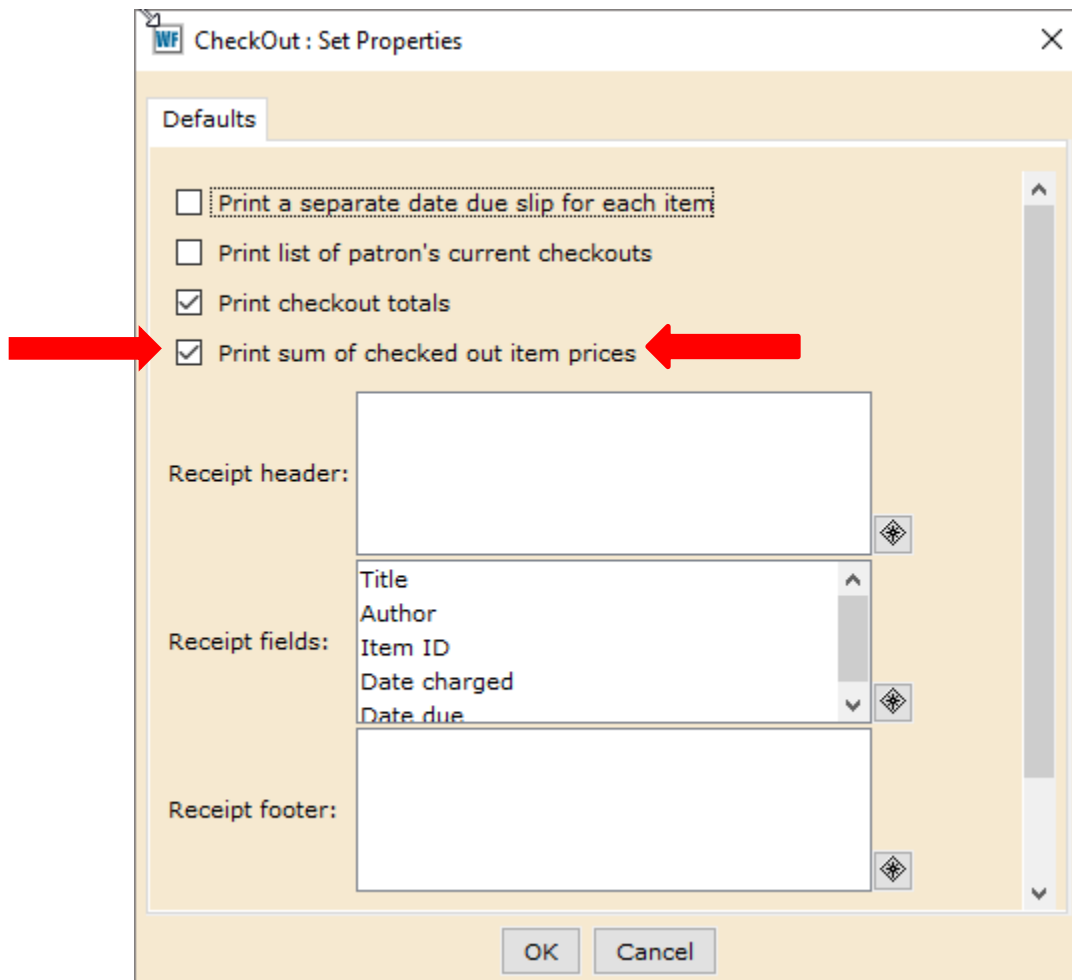 WF CheckOut : Set Properties
Defaults
Print a separate date due slip for each item
Print list of patron's current checkouts
Print checkout totals
Print sum of checked out item prices
Receipt header:
Receipt fields:
Title
Author
Item ID
Date charged
Date due
Receipt footer:
OK Cancel